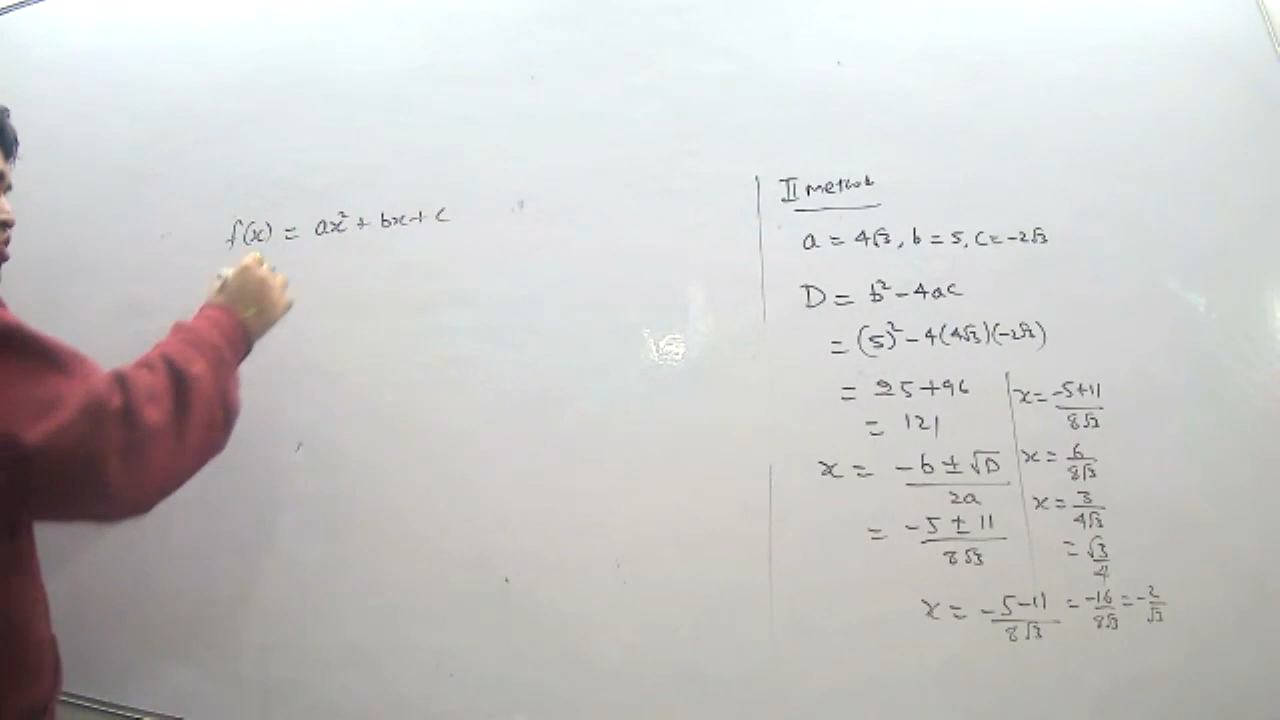 f(x) = ax² + bx + c
II method
a = 4√3, b = 5, c = -2√3
D = b² - 4ac
= (5)² - 4(4√3)(-2√3)
= 25 + 96
= 121
x = -b ± √D / 2a
= -5 ± 11 / 8√3
x = -5+11 / 8√3
x = 6 / 8√3
x = 3 / 4√3
= √3 / 4
x = -5-11 / 8√3 = -16 / 8√3 = -2 / √3